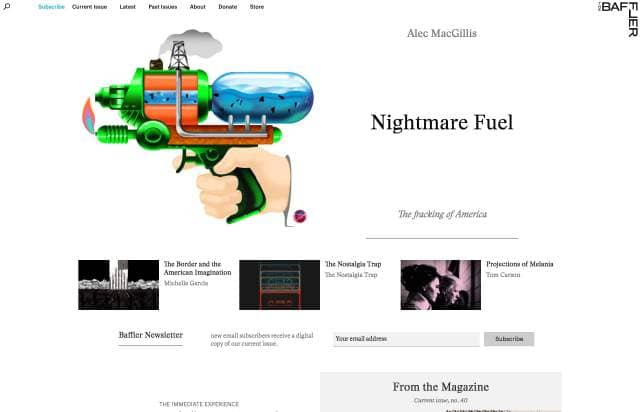 Subscribe Current Issue Latest Past Issues About Donate Store
THE BAFFLER
Alec MacGillis
Nightmare Fuel
The fracking of America
The Border and the
American Imagination
Michelle García
The Nostalgia Trap
The Nostalgia Trap
Projections of Melania
Tom Carson
Baffler Newsletter
new email subscribers receive a digital
copy of our current issue.
Your email address
Subscribe
From the Magazine
Current issue, no. 40
THE IMMEDIATE EXPERIENCE